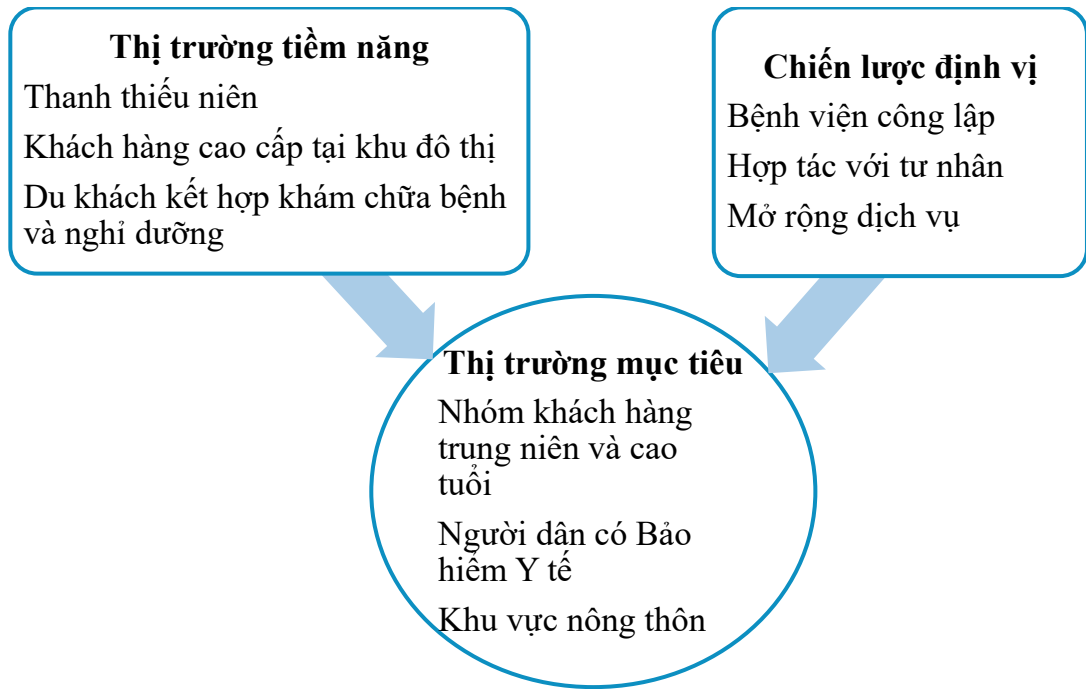 Thị trường tiềm năng
Thanh thiếu niên
Khách hàng cao cấp tại khu đô thị
Du khách kết hợp khám chữa bệnh
và nghỉ dưỡng
Chiến lược định vị
Bệnh viện công lập
Hợp tác với tư nhân
Mở rộng dịch vụ
Thị trường mục tiêu
Nhóm khách hàng
trung niên và cao
tuổi
Người dân có Bảo
hiểm Y tế
Khu vực nông thôn